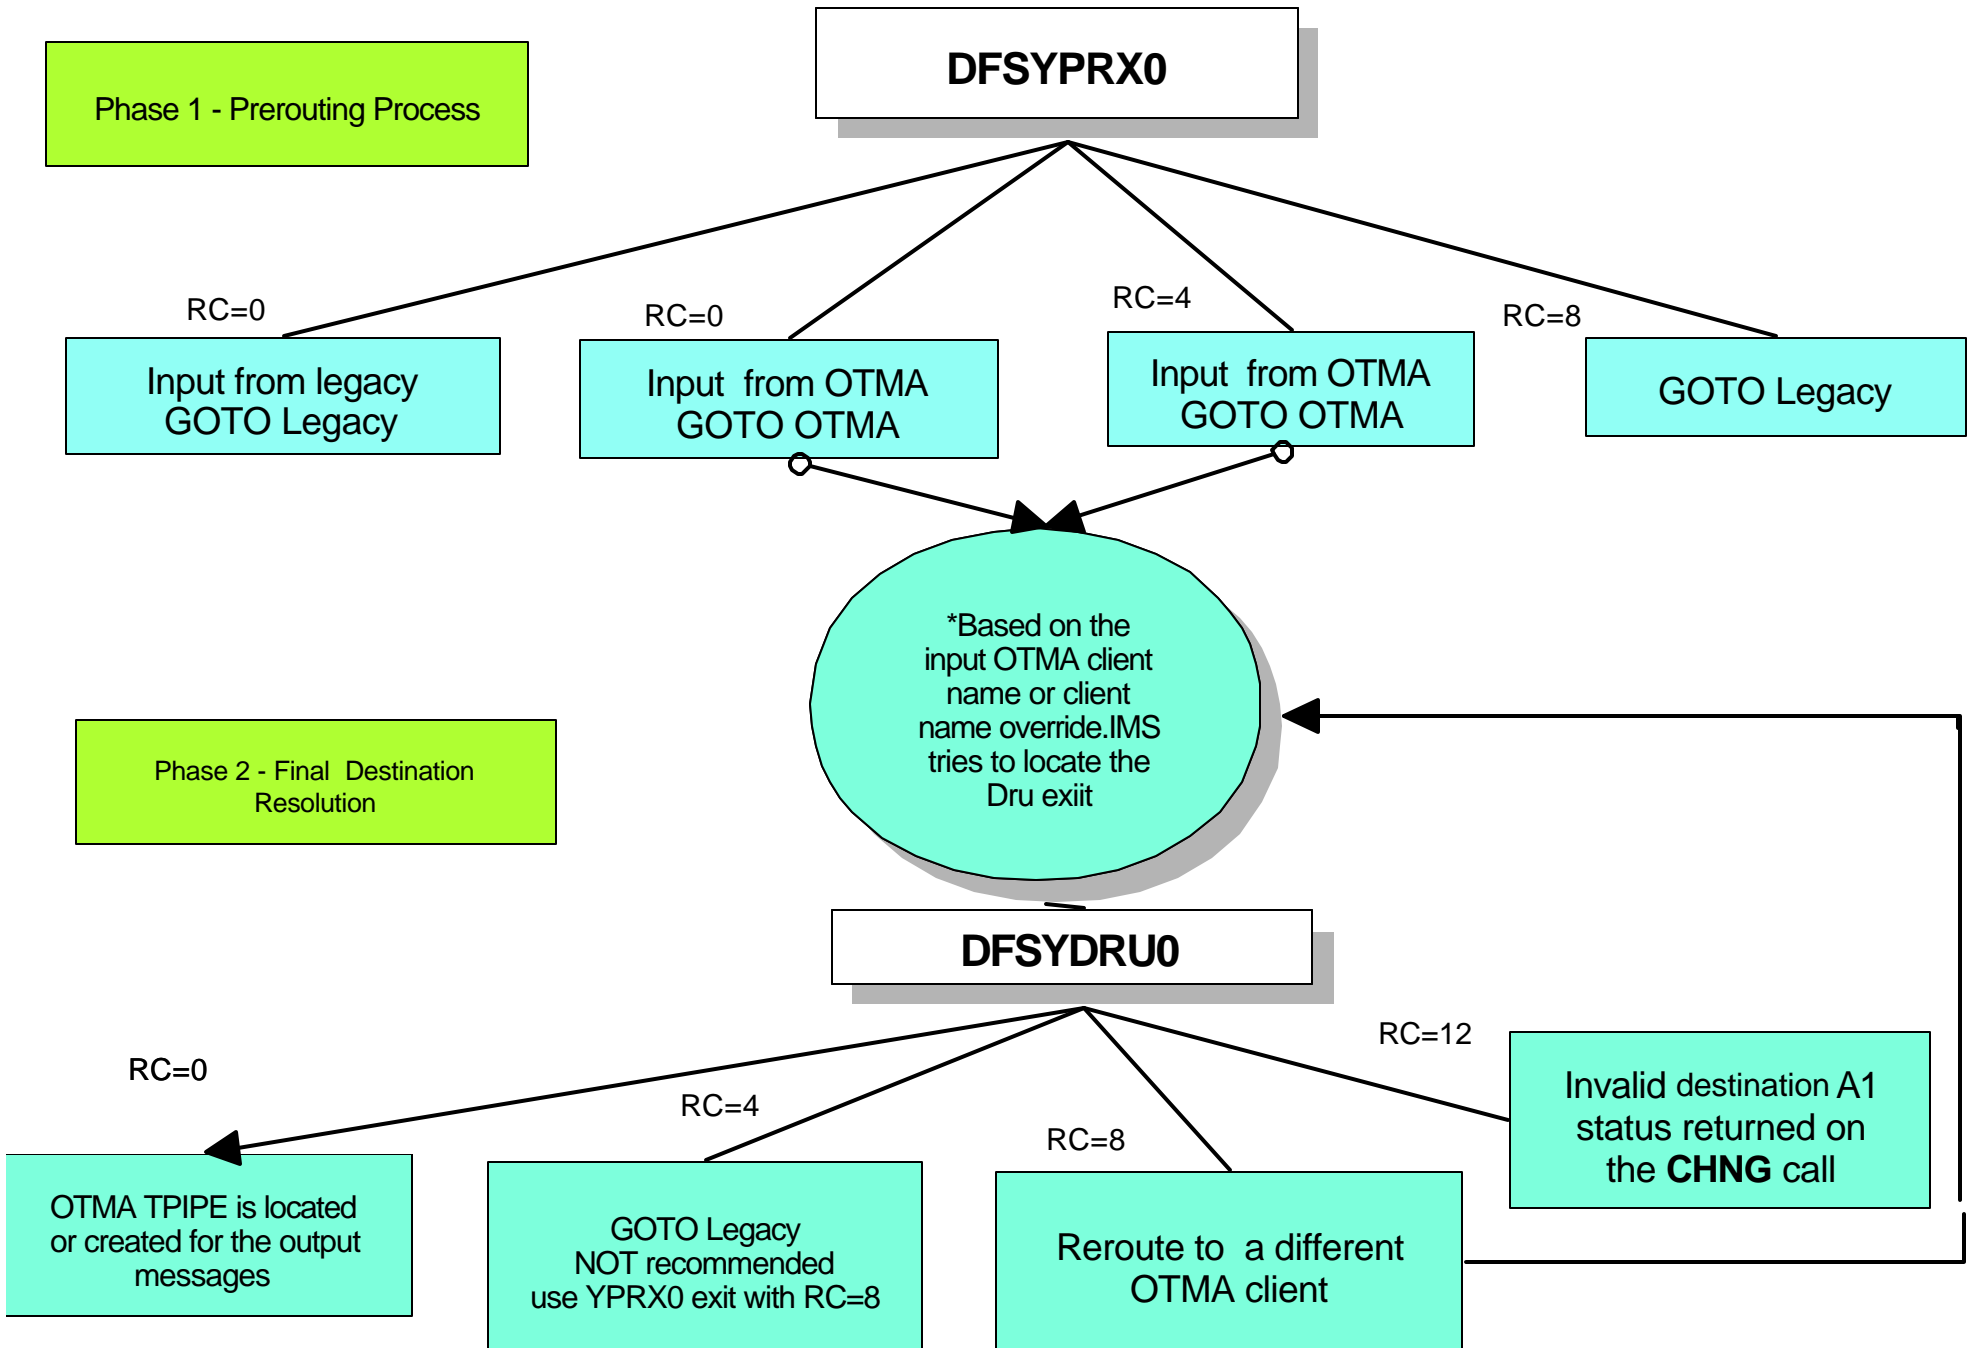 DFSYPRX0
Phase 1 - Prerouting Process
RC=0
RC=0
RC=4
RC=8
Input from legacy
GOTO Legacy
Input from OTMA
GOTO OTMA
Input from OTMA
GOTO OTMA
GOTO Legacy
*Based on the
input OTMA client
name or client
name override.IMS
tries to locate the
Dru exiit
Phase 2 - Final Destination
Resolution
DFSYDRU0
RC=0
RC=4
RC=8
RC=12
OTMA TPIPE is located
or created for the output
messages
GOTO Legacy
NOT recommended
use YPRX0 exit with RC=8
Reroute to a different
OTMA client
Invalid destination A1
status returned on
the CHNG call